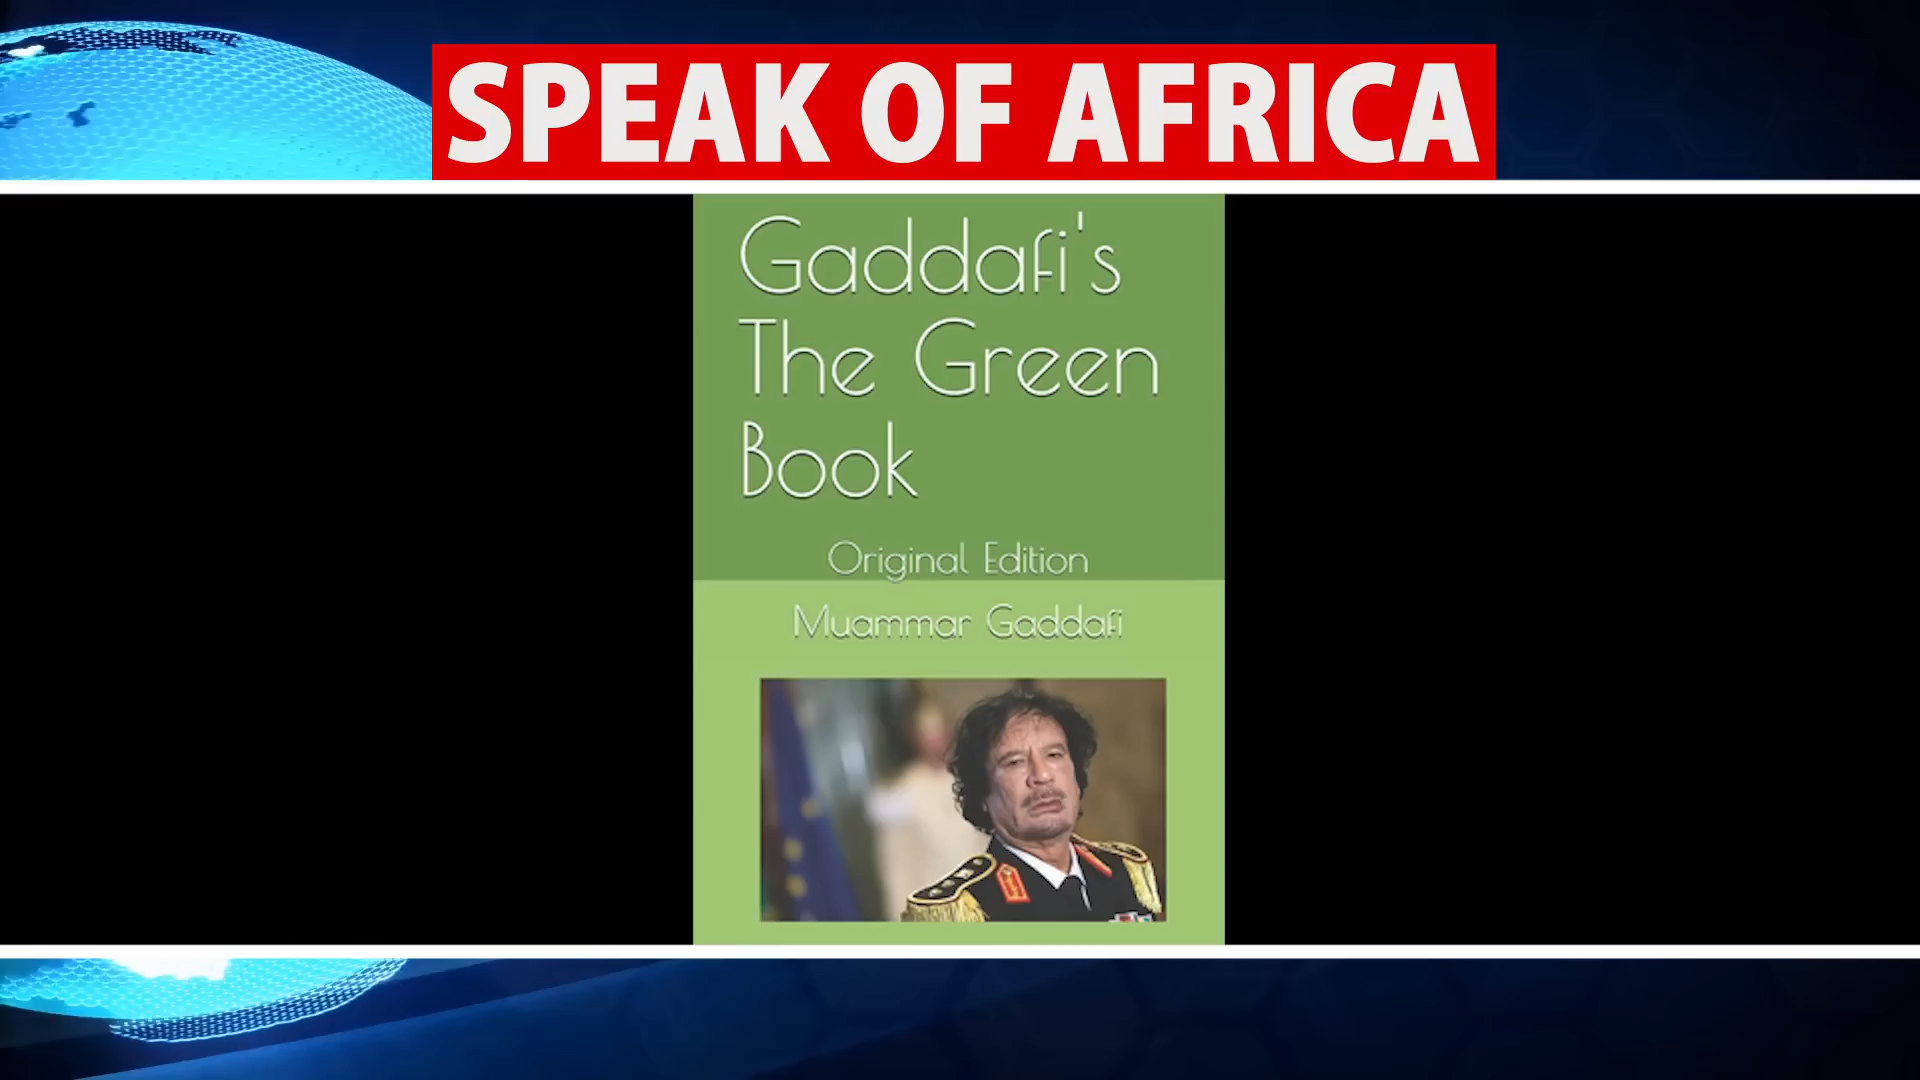 SPEAK OF AFRICA
Gaddafi's
The Green
Book
Original Edition
Muammar Gaddafi